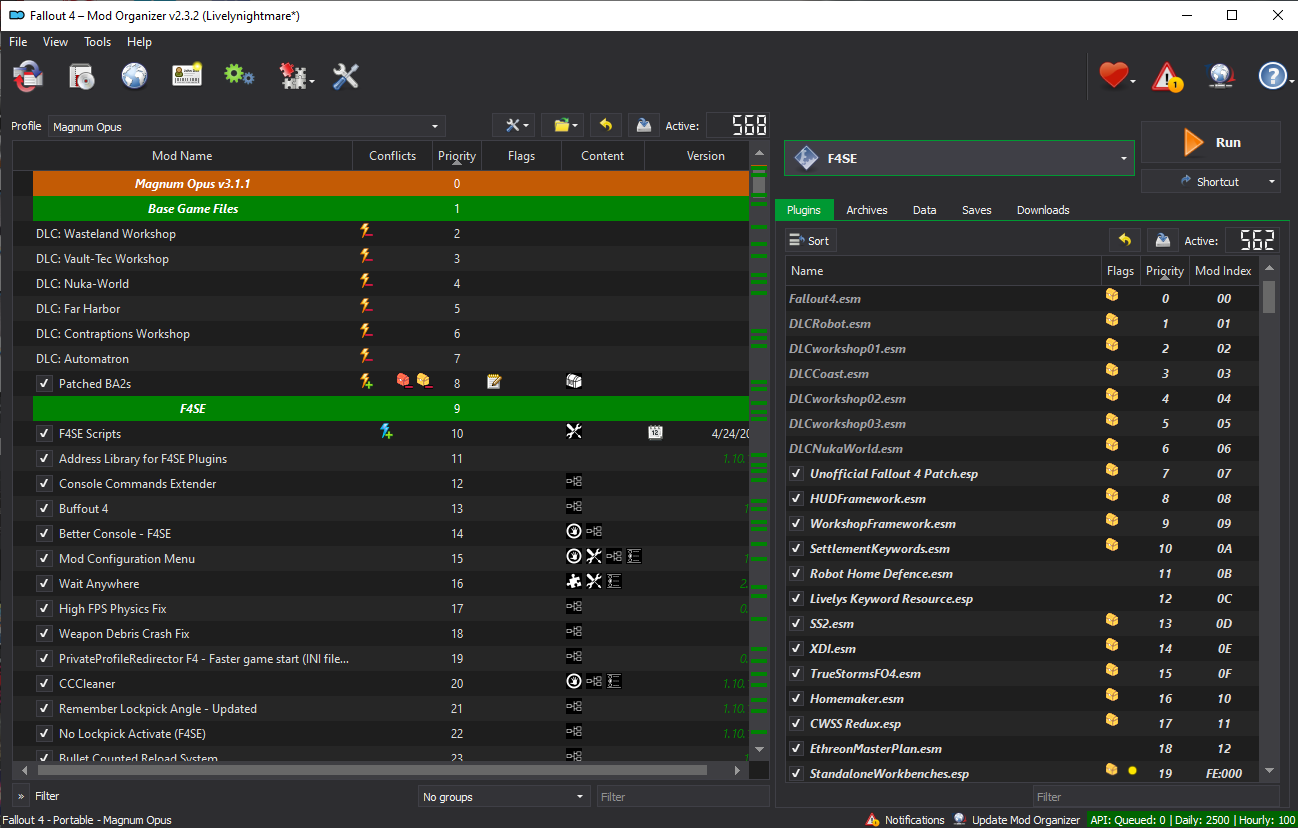 Fallout 4 – Mod Organizer v2.3.2 (Livelynightmare*)
File View Tools Help
Profile Magnum Opus Active: 568
Mod Name Conflicts Priority Flags Content Version
Magnum Opus v3.1.1 0
Base Game Files 1
DLC: Wasteland Workshop 2
DLC: Vault-Tec Workshop 3
DLC: Nuka-World 4
DLC: Far Harbor 5
DLC: Contraptions Workshop 6
DLC: Automatron 7
Patched BA2s 8
F4SE 9
F4SE Scripts 10 4/24/20
Address Library for F4SE Plugins 11 1.10.
Console Commands Extender 12
Buffout 4 13 1
Better Console - F4SE 14
Mod Configuration Menu 15 1.
Wait Anywhere 16 2.
High FPS Physics Fix 17 0.
Weapon Debris Crash Fix 18
PrivateProfileRedirector F4 - Faster game start (INI file... 19 0.
CCCleaner 20 1.10.
Remember Lockpick Angle - Updated 21 1.10.
No Lockpick Activate (F4SE) 22 1.10.
Bullet Counted Reload System 23 1
» Filter No groups Filter
F4SE
Run
Shortcut
Plugins Archives Data Saves Downloads
Sort Active: 562
Name Flags Priority Mod Index
Fallout4.esm 0 00
DLCRobot.esm 1 01
DLCworkshop01.esm 2 02
DLCCoast.esm 3 03
DLCworkshop02.esm 4 04
DLCworkshop03.esm 5 05
DLCNukaWorld.esm 6 06
Unofficial Fallout 4 Patch.esp 7 07
HUDFramework.esm 8 08
WorkshopFramework.esm 9 09
SettlementKeywords.esm 10 0A
Robot Home Defence.esm 11 0B
Livelys Keyword Resource.esp 12 0C
SS2.esm 13 0D
XDI.esm 14 0E
TrueStormsFO4.esm 15 0F
Homemaker.esm 16 10
CWSS Redux.esp 17 11
EthreonMasterPlan.esm 18 12
StandaloneWorkbenches.esp 19 FE:000
Filter
Fallout 4 - Portable - Magnum Opus Notifications Update Mod Organizer API: Queued: 0 | Daily: 2500 | Hourly: 100